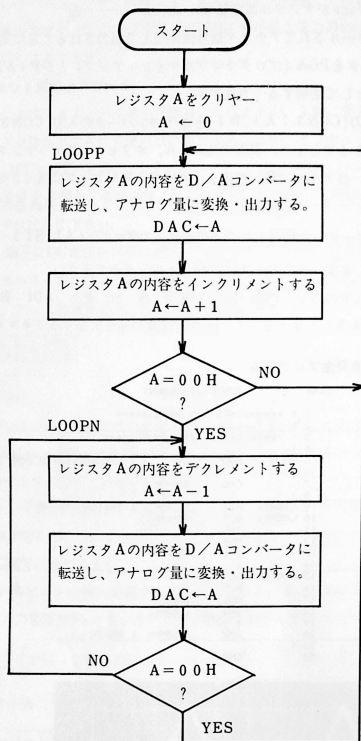 スタート
レジスタAをクリヤー
A ← 0
LOOPP
レジスタAの内容をD／Aコンバータに
転送し、アナログ量に変換・出力する。
DAC←A
レジスタAの内容をインクリメントする
A←A＋1
A＝00H
?
NO
YES
LOOPN
レジスタAの内容をデクレメントする
A←A－1
レジスタAの内容をD／Aコンバータに
転送し、アナログ量に変換・出力する。
DAC←A
NO
A＝00H
?
YES